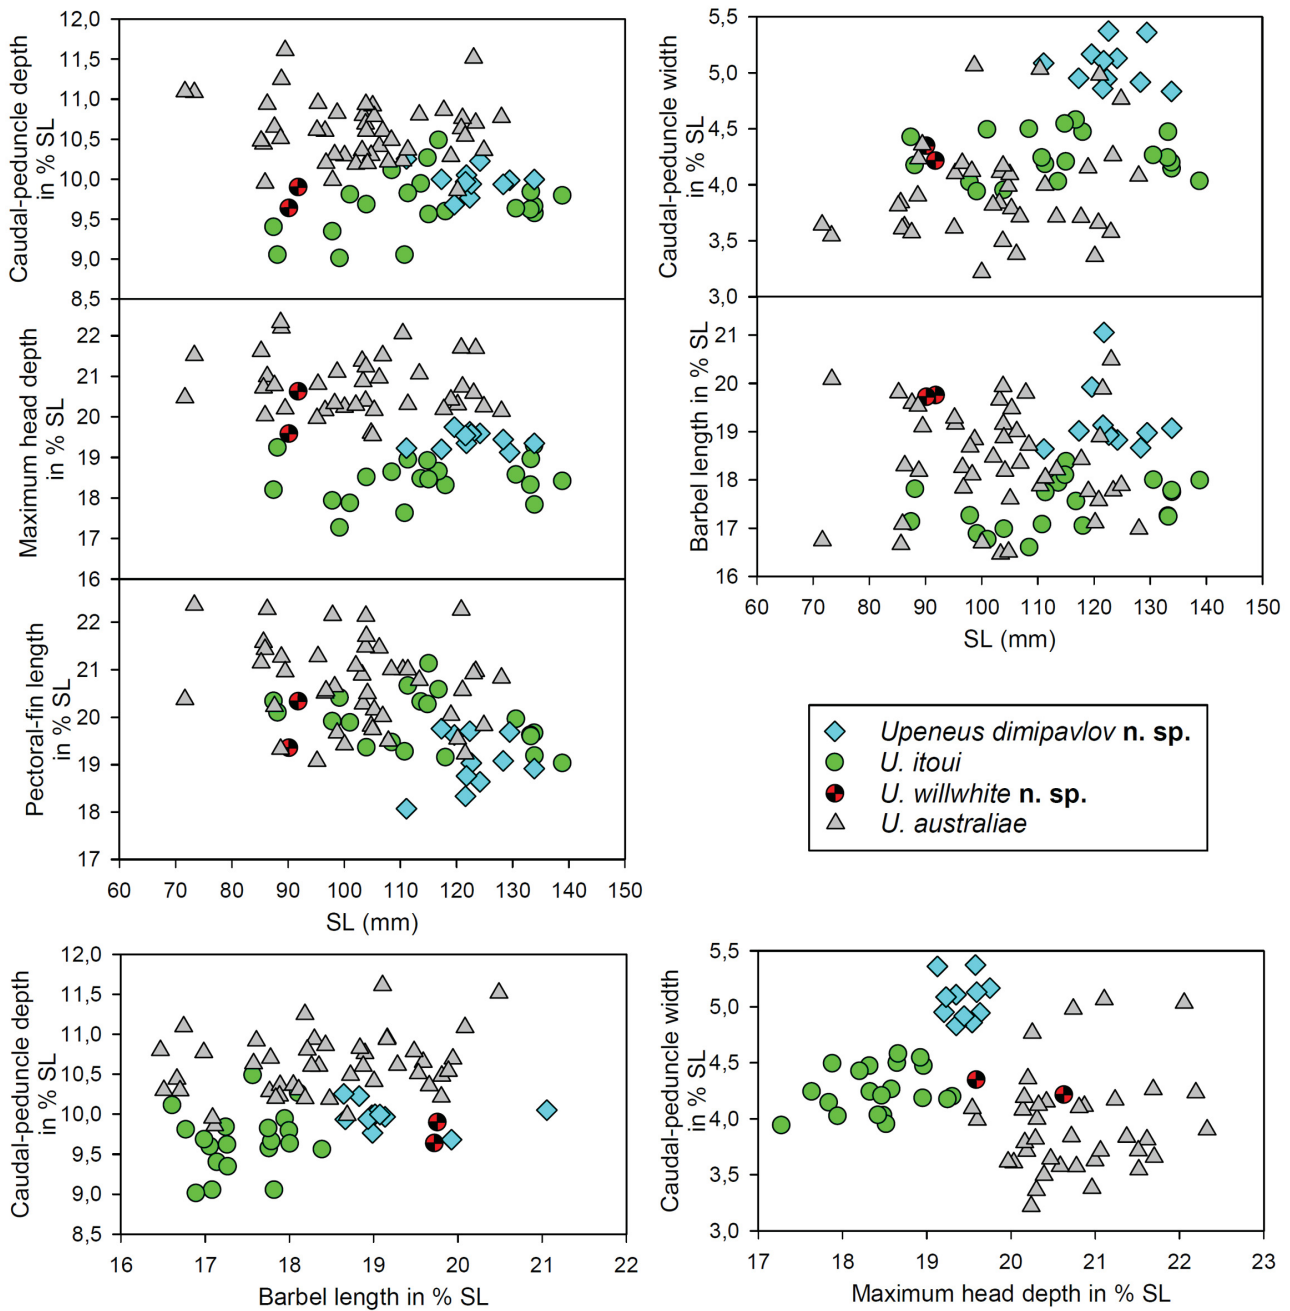 Caudal-peduncle depth
in % SL
12,0
11,5
11,0
10,5
10,0
9,5
9,0
8,5
Maximum head depth
in % SL
22
21
20
19
18
17
16
Pectoral-fin length
in % SL
22
21
20
19
18
17
60 70 80 90 100 110 120 130 140 150
SL (mm)
Caudal-peduncle width
in % SL
5,5
5,0
4,5
4,0
3,5
3,0
Barbel length in % SL
21
20
19
18
17
16
60 70 80 90 100 110 120 130 140 150
SL (mm)
Upeneus dimipavlov n. sp.
U. itoui
U. willwhite n. sp.
U. australiae
Caudal-peduncle depth
in % SL
12,0
11,5
11,0
10,5
10,0
9,5
9,0
8,5
16 17 18 19 20 21 22
Barbel length in % SL
Caudal-peduncle width
in % SL
5,5
5,0
4,5
4,0
3,5
3,0
17 18 19 20 21 22 23
Maximum head depth in % SL